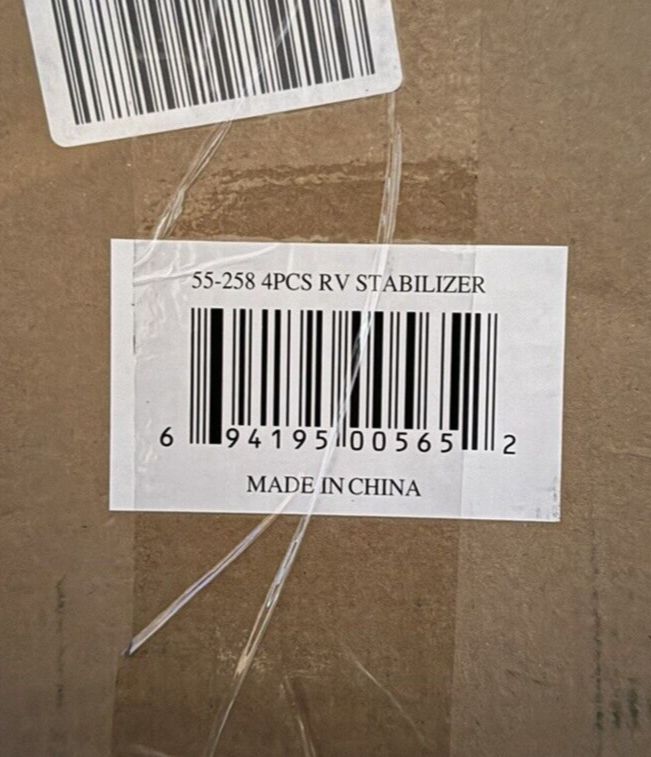 55-258 4PCS RV STABILIZER
6 94195 00565 2
MADE IN CHINA